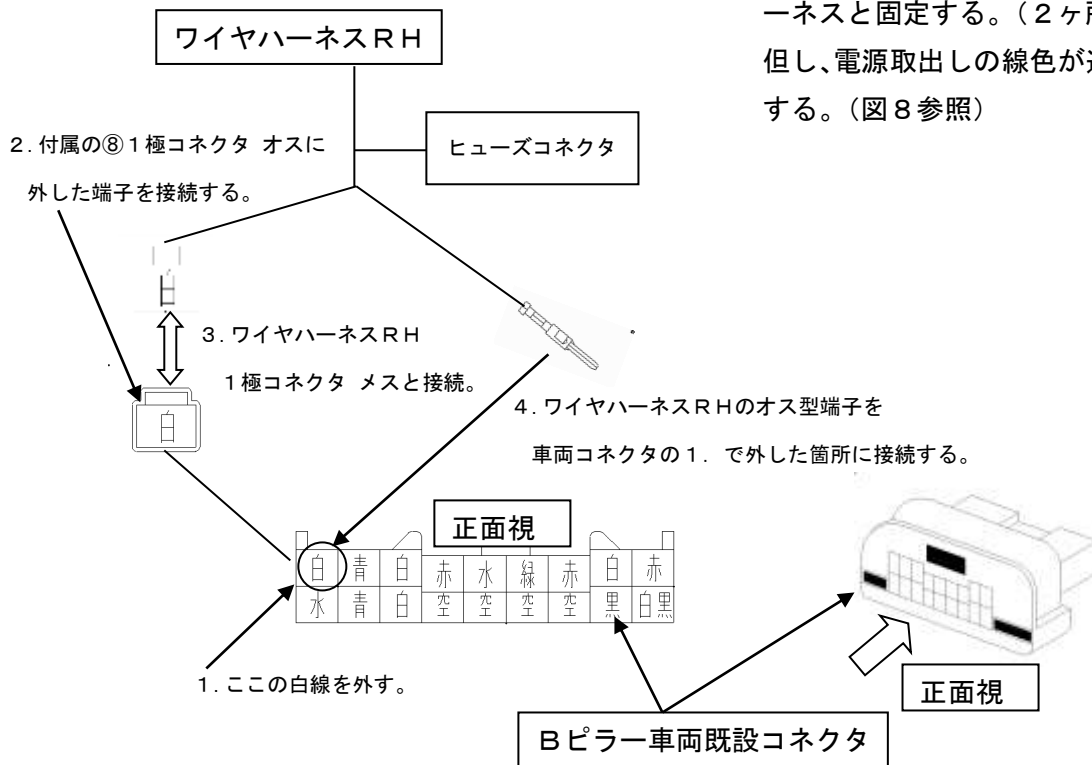 ワイヤハーネスＲＨ
ーネスと固定する。（２ヶ
但し、電源取出しの線色が
する。（図８参照）
ヒューズコネクタ
２．付属の⑧１極コネクタ オスに
外した端子を接続する。
白
３．ワイヤハーネスＲＨ
１極コネクタ メスと接続。
白
４．ワイヤハーネスＲＨのオス型端子を
車両コネクタの１．で外した箇所に接続する。
正面視
白 青 白 赤 水 緑 赤 白 赤
水 青 白 空 空 空 空 黒 白黒
１．ここの白線を外す。
正面視
Ｂピラー車両既設コネクタ